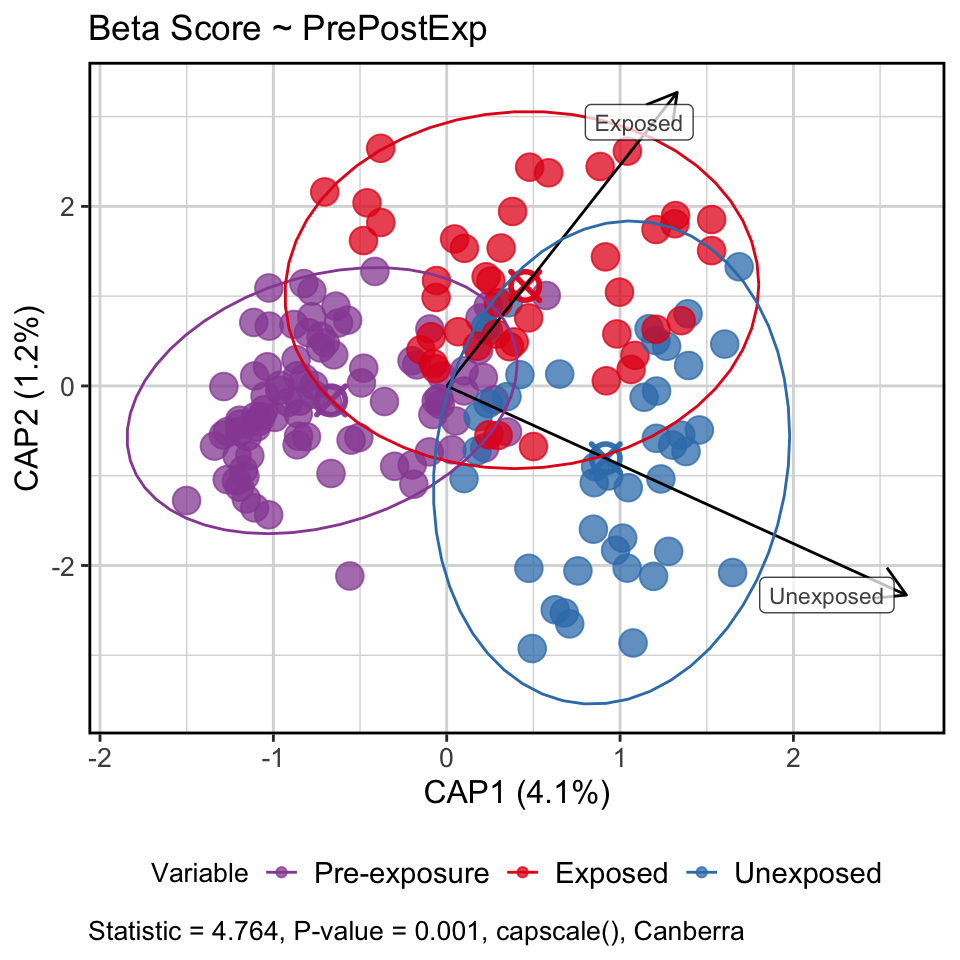 Beta Score ~ PrePostExp
Exposed
2
0
-2
CAP2 (1.2%)
Unexposed
-2 -1 0 1 2
CAP1 (4.1%)
Variable Pre-exposure Exposed Unexposed
Statistic = 4.764, P-value = 0.001, capscale(), Canberra